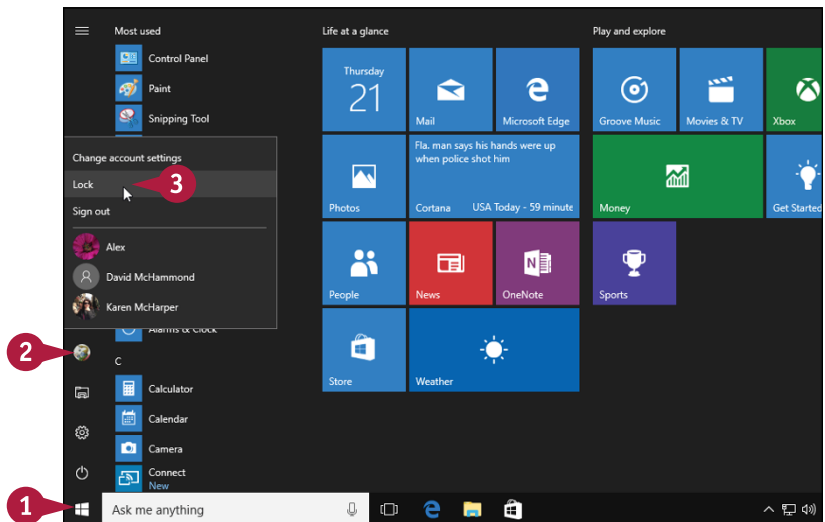 Most used
Control Panel
Paint
Snipping Tool
Change account settings
Lock
3
Sign out
Alex
David McHammond
Karen McHarper
Alarms & Clock
2
C
Calculator
Calendar
Camera
Connect
New
1
Ask me anything
Life at a glance
Thursday
21
Mail
Microsoft Edge
Photos
Fla. man says his hands were up
when police shot him
Cortana USA Today - 59 minute
People
News
OneNote
N
Store
Weather
Play and explore
Groove Music
Movies & TV
Xbox
Money
Get Started
Sports